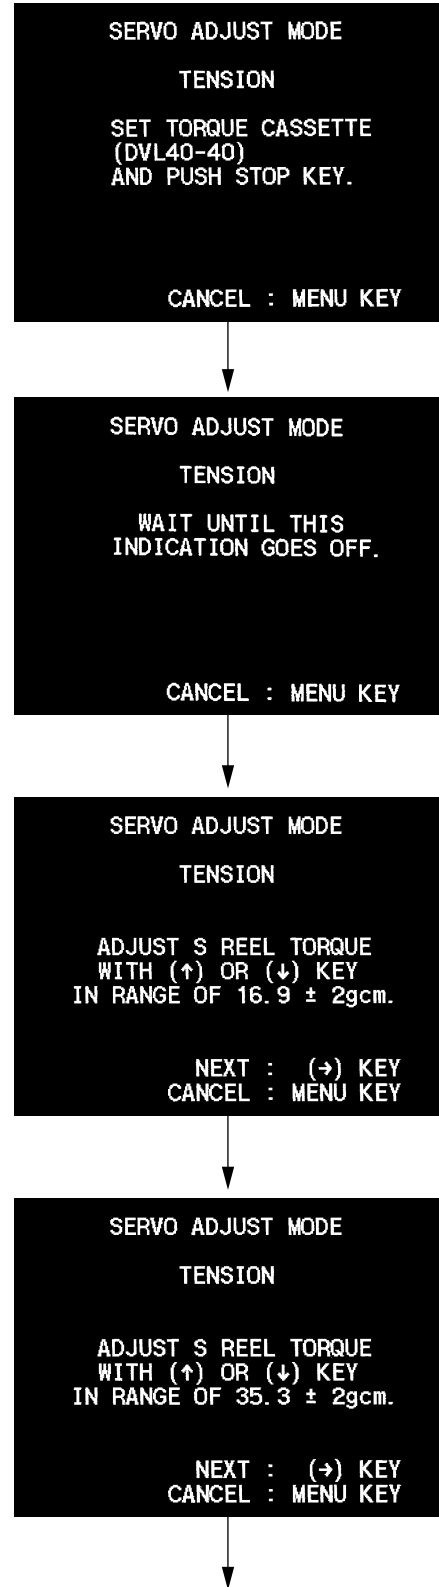 SERVO ADJUST MODE
TENSION
SET TORQUE CASSETTE
(DVL40-40)
AND PUSH STOP KEY.
CANCEL : MENU KEY
SERVO ADJUST MODE
TENSION
WAIT UNTIL THIS
INDICATION GOES OFF.
CANCEL : MENU KEY
SERVO ADJUST MODE
TENSION
ADJUST S REEL TORQUE
WITH (↑) OR (↓) KEY
IN RANGE OF 16.9 ± 2gcm.
NEXT : (→) KEY
CANCEL : MENU KEY
SERVO ADJUST MODE
TENSION
ADJUST S REEL TORQUE
WITH (↑) OR (↓) KEY
IN RANGE OF 35.3 ± 2gcm.
NEXT : (→) KEY
CANCEL : MENU KEY